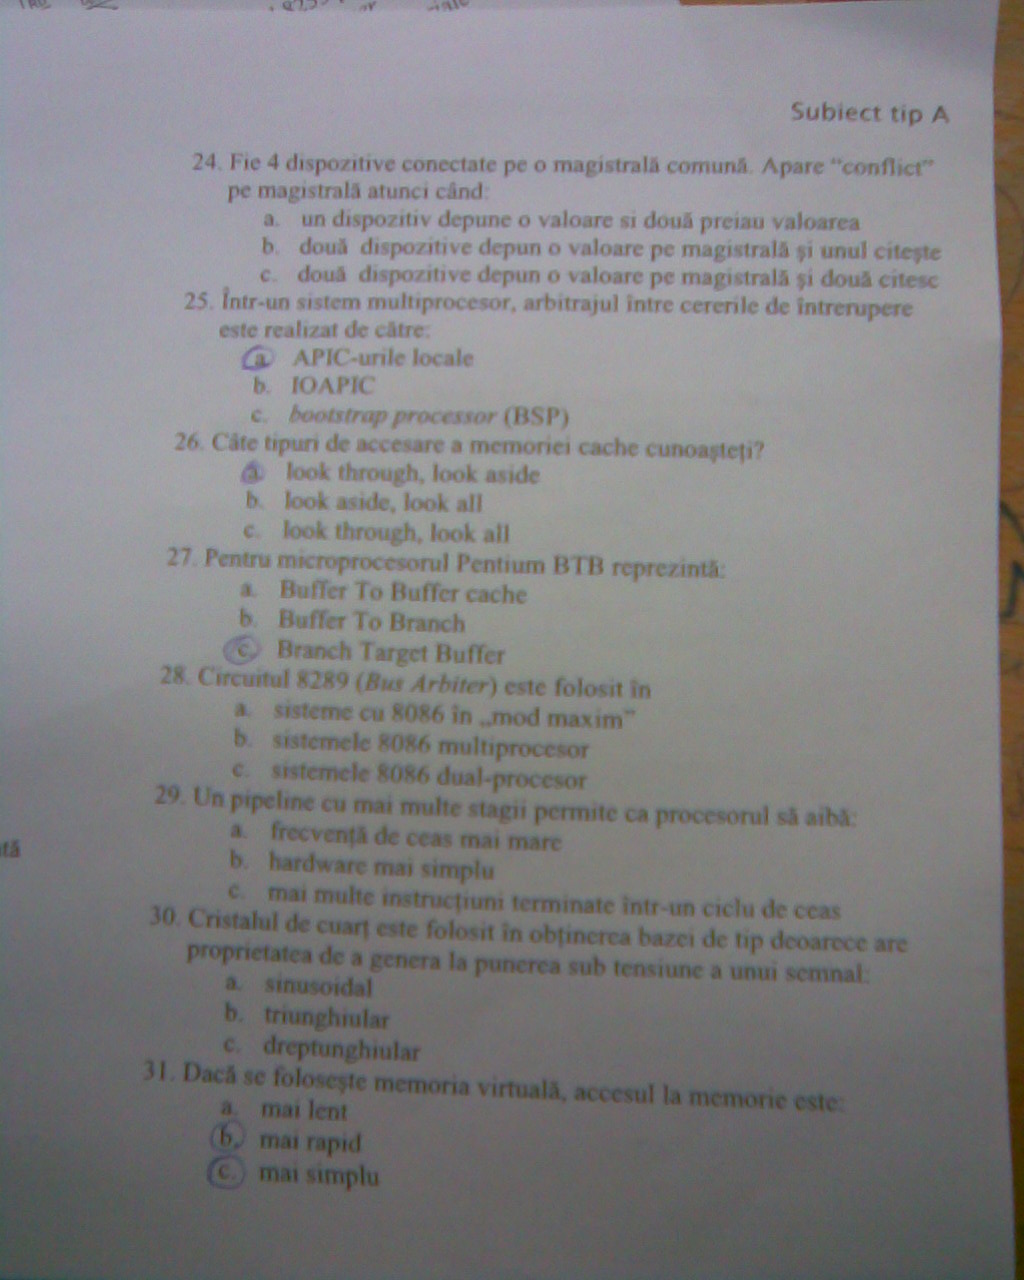 Subiect tip A
24. Fie 4 dispozitive conectate pe o magistrală comună. Apare "conflict"
pe magistrală atunci când:
a. un dispozitiv depune o valoare si două preiau valoarea
b. două dispozitive depun o valoare pe magistrală şi unul citeşte
c. două dispozitive depun o valoare pe magistrală şi două citesc
25. Într-un sistem multiprocesor, arbitrajul între cererile de întrerupere
este realizat de către:
a. APIC-urile locale
b. IOAPIC
c. bootstrap processor (BSP)
26. Câte tipuri de accesare a memoriei cache cunoaşteţi?
a. look through, look aside
b. look aside, look all
c. look through, look all
27. Pentru microprocesorul Pentium BTB reprezintă:
a. Buffer To Buffer cache
b. Buffer To Branch
c. Branch Target Buffer
28. Circuitul 8289 (Bus Arbiter) este folosit în
a. sisteme cu 8086 în „mod maxim”
b. sistemele 8086 multiprocesor
c. sistemele 8086 dual-procesor
29. Un pipeline cu mai multe stagii permite ca procesorul să aibă:
a. frecvenţă de ceas mai mare
b. hardware mai simplu
c. mai multe instrucţiuni terminate într-un ciclu de ceas
30. Cristalul de cuarţ este folosit în obţinerea bazei de tip deoarece are
proprietatea de a genera la punerea sub tensiune a unui semnal:
a. sinusoidal
b. triunghiular
c. dreptunghiular
31. Dacă se foloseşte memoria virtuală, accesul la memorie este:
a. mai lent
b. mai rapid
c. mai simplu